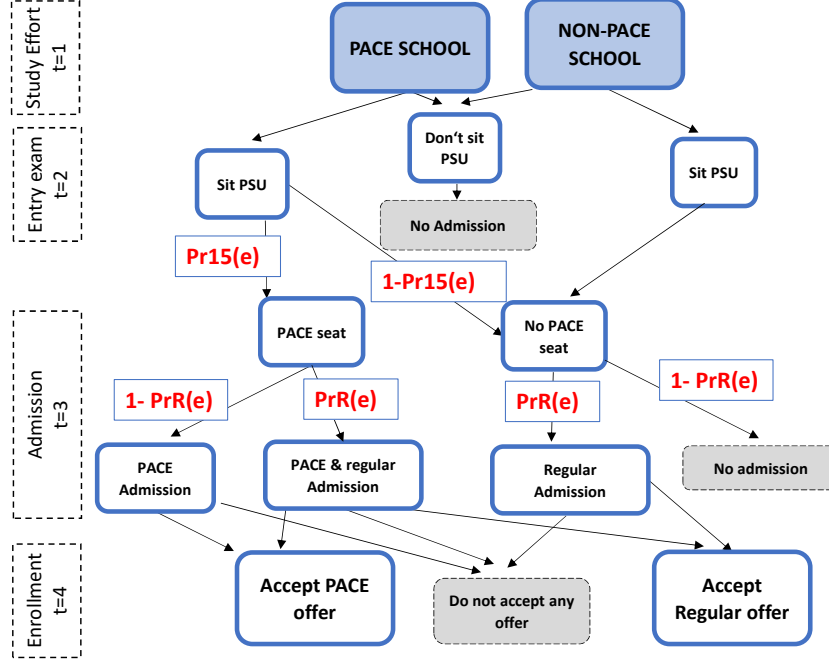 Study Effort
t=1
PACE SCHOOL
NON-PACE
SCHOOL
Entry exam
t=2
Sit PSU
Don‘t sit
PSU
Sit PSU
No Admission
Pr15(e)
1-Pr15(e)
Admission
t=3
PACE seat
No PACE
seat
1- PrR(e)
PrR(e)
PrR(e)
1- PrR(e)
PACE
Admission
PACE & regular
Admission
Regular
Admission
No admission
Enrollment
t=4
Accept PACE
offer
Do not accept any
offer
Accept
Regular offer